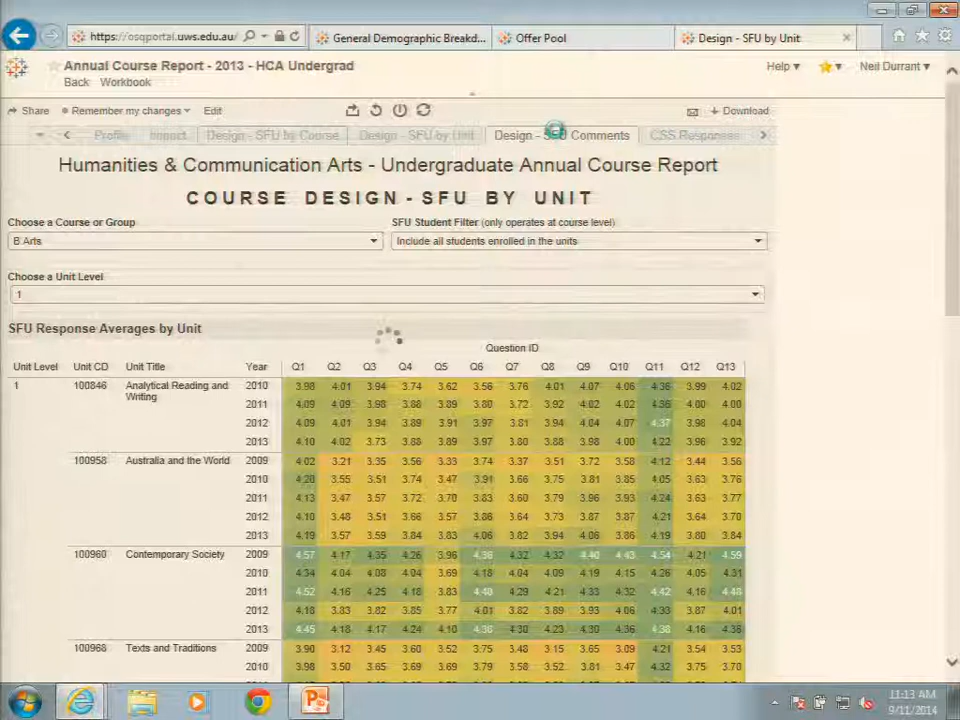 https://osqportal.uws.edu.au/
General Demographic Breakd...
Offer Pool
Design - SFU by Unit
Annual Course Report - 2013 - HCA Undergrad
Help
Neil Durrant
Back Workbook
Share Remember my changes Edit
Download
Profile Impact Design - SFU by Course Design - SFU by Unit Design - SFU Comments CSS Responses
Humanities & Communication Arts - Undergraduate Annual Course Report
COURSE DESIGN - SFU BY UNIT
Choose a Course or Group
SFU Student Filter (only operates at course level)
B Arts
Include all students enrolled in the units
Choose a Unit Level
1
SFU Response Averages by Unit
Question ID
Unit Level Unit CD Unit Title Year Q1 Q2 Q3 Q4 Q5 Q6 Q7 Q8 Q9 Q10 Q11 Q12 Q13
1 100846 Analytical Reading and 2010 3.98 4.01 3.94 3.74 3.62 3.56 3.76 4.01 4.07 4.06 4.36 3.99 4.02
Writing 2011 4.09 4.09 3.98 3.88 3.89 3.80 3.72 3.92 4.02 4.02 4.36 4.00 4.00
2012 4.09 4.01 3.94 3.89 3.91 3.97 3.81 3.94 4.04 4.07 4.37 3.98 4.04
2013 4.10 4.02 3.73 3.88 3.89 3.97 3.80 3.88 3.98 4.00 4.22 3.96 3.92
100958 Australia and the World 2009 4.02 3.21 3.35 3.56 3.33 3.74 3.37 3.51 3.72 3.58 4.12 3.44 3.56
2010 4.20 3.55 3.51 3.74 3.47 3.91 3.66 3.75 3.81 3.85 4.05 3.63 3.76
2011 4.13 3.47 3.57 3.72 3.70 3.83 3.60 3.79 3.96 3.93 4.24 3.63 3.77
2012 4.10 3.48 3.51 3.66 3.57 3.86 3.64 3.73 3.87 3.87 4.21 3.64 3.70
2013 4.19 3.57 3.59 3.84 3.83 4.06 3.82 3.94 4.06 3.86 4.19 3.80 3.84
100960 Contemporary Society 2009 4.57 4.17 4.35 4.26 3.96 4.36 4.32 4.32 4.40 4.43 4.54 4.21 4.59
2010 4.34 4.04 4.08 4.04 3.69 4.18 4.04 4.09 4.19 4.15 4.26 4.05 4.31
2011 4.52 4.16 4.25 4.18 3.83 4.40 4.29 4.21 4.33 4.32 4.42 4.16 4.48
2012 4.18 3.83 3.82 3.85 3.77 4.01 3.82 3.89 3.93 4.06 4.33 3.87 4.01
2013 4.45 4.18 4.17 4.24 4.10 4.36 4.30 4.23 4.30 4.36 4.38 4.16 4.36
100968 Texts and Traditions 2009 3.90 3.12 3.45 3.60 3.52 3.75 3.48 3.15 3.65 3.09 4.21 3.54 3.53
2010 3.98 3.50 3.65 3.69 3.69 3.79 3.58 3.52 3.81 3.47 4.32 3.75 3.70
11:13 AM
9/11/2014